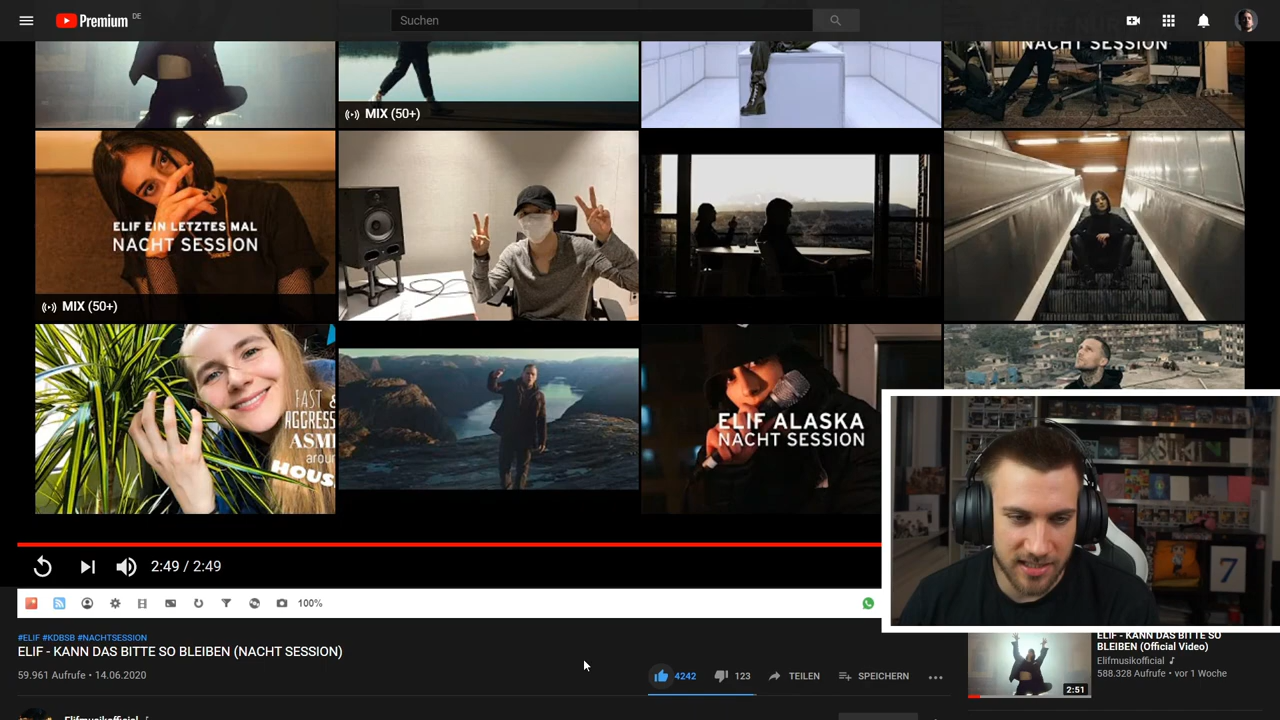 Premium DE
Suchen
NACHT SESSION
MIX (50+)
ELIF EIN LETZTES MAL
NACHT SESSION
MIX (50+)
FAST &
AGGRESS
ASM
arou
HOUS
ELIF ALASKA
NACHT SESSION
7
2:49 / 2:49
100%
#ELIF #KDBSB #NACHTSESSION
ELIF - KANN DAS BITTE SO BLEIBEN (NACHT SESSION)
59.961 Aufrufe • 14.06.2020
4242
123
TEILEN
SPEICHERN
ELIF - KANN DAS BITTE SO
BLEIBEN (Official Video)
Elifmusikofficial
588.328 Aufrufe • vor 1 Woche
2:51
Elifmusikofficial